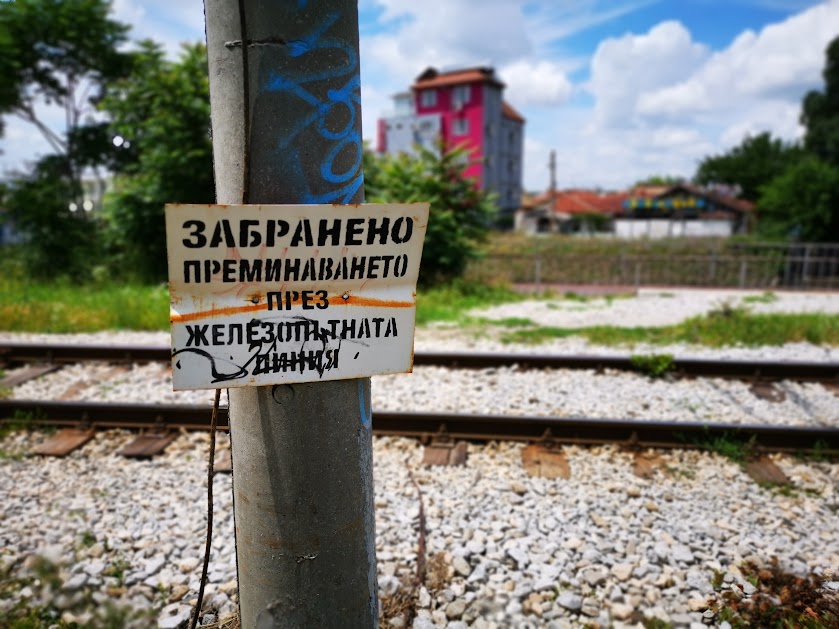 ЗАБРАНЕНО
ПРЕМИНАВАНЕТО
ПРЕЗ
ЖЕЛЕЗОПЪТНАТА
ЛИНИЯ